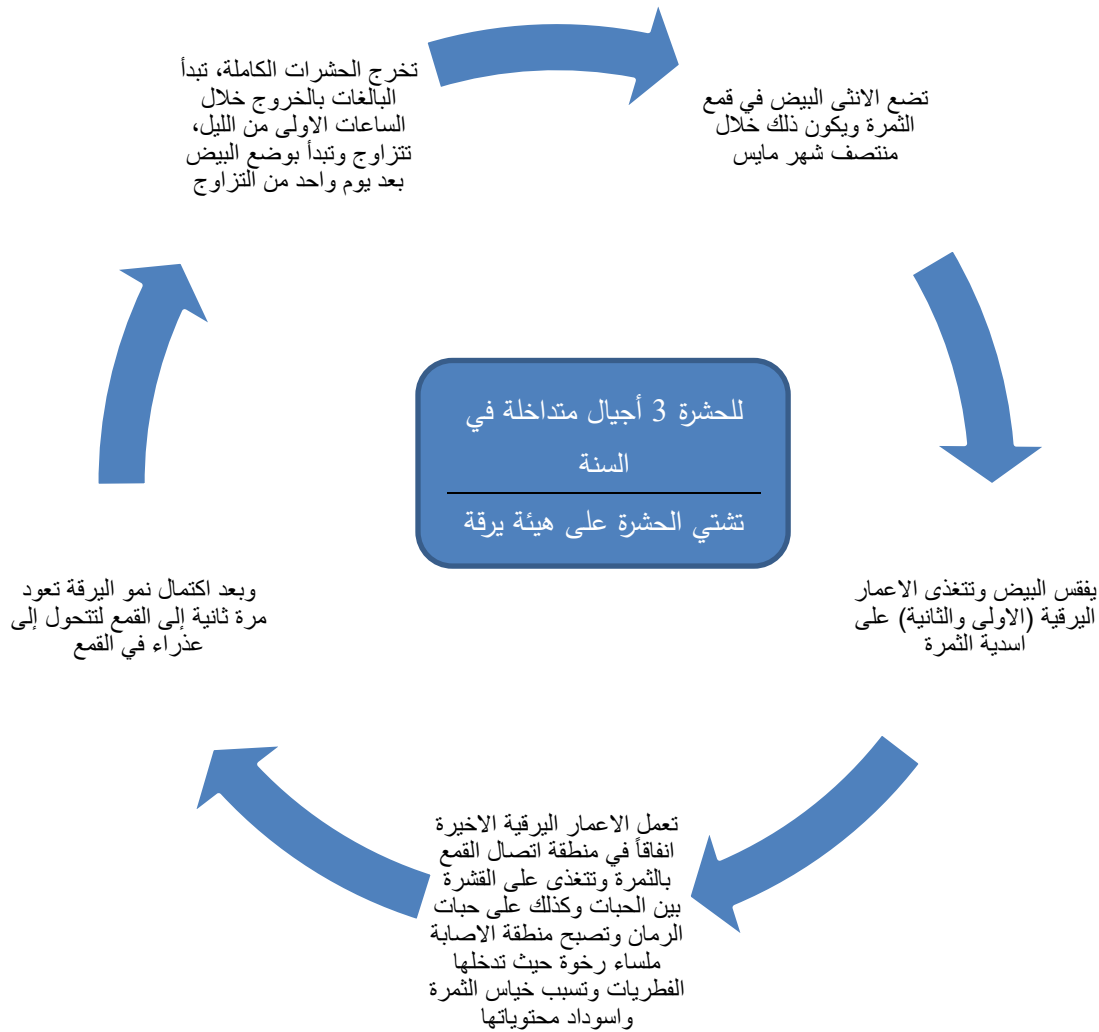 تخرج الحشرات الكاملة، تبدأ
البالغات بالخروج خلال
الساعات الاولى من الليل،
تتزاوج وتبدأ بوضع البيض
بعد يوم واحد من التزاوج
تضع الانثى البيض في قمع
الثمرة ويكون ذلك خلال
منتصف شهر مايس
يفقس البيض وتتغذى الاعمار
اليرقية (الاولى والثانية) على
اسدية الثمرة
تعمل الاعمار اليرقية الاخيرة
انفاقاً في منطقة اتصال القمع
بالثمرة وتتغذى على القشرة
بين الحبات وكذلك على حبات
الرمان وتصبح منطقة الاصابة
ملساء رخوة حيث تدخلها
الفطريات وتسبب خياس الثمرة
واسوداد محتوياتها
وبعد اكتمال نمو اليرقة تعود
مرة ثانية إلى القمع لتتحول إلى
عذراء في القمع
للحشرة 3 أجيال متداخلة في
السنة
تشتي الحشرة على هيئة يرقة